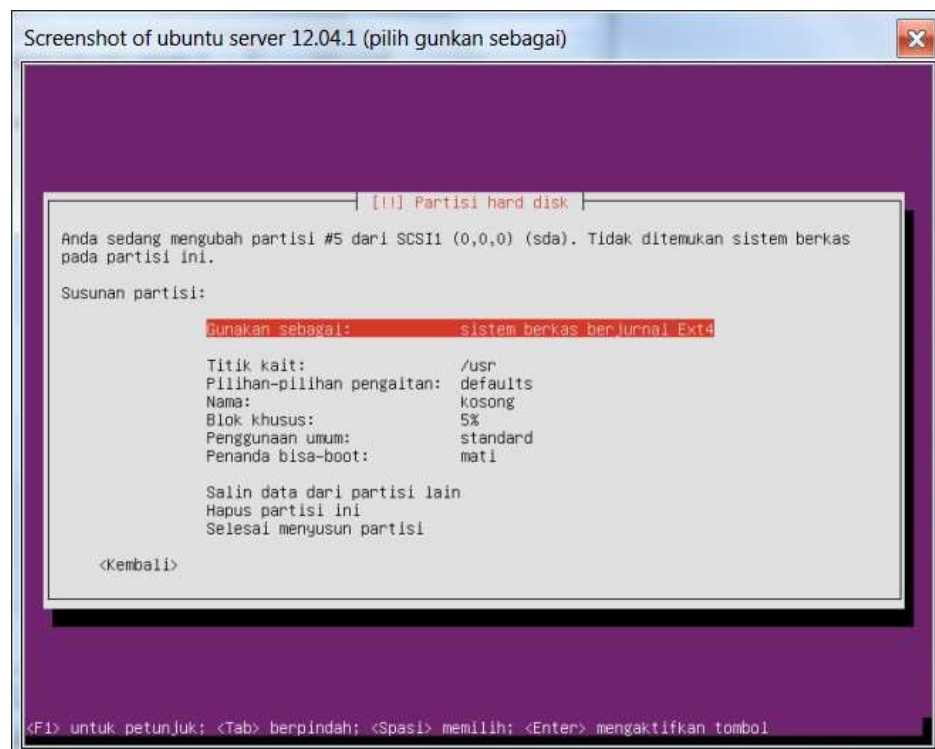 Screenshot of ubuntu server 12.04.1 (pilih gunkan sebagai)
[!!] Partisi hard disk
Anda sedang mengubah partisi #5 dari SCSI1 (0,0,0) (sda). Tidak ditemukan sistem berkas
pada partisi ini.
Susunan partisi:
Gunakan sebagai: sistem berkas berjurnal Ext4
Titik kait: /usr
Pilihan-pilihan pengaitan: defaults
Nama: kosong
Blok khusus: 5%
Penggunaan umum: standard
Penanda bisa-boot: mati
Salin data dari partisi lain
Hapus partisi ini
Selesai menyusun partisi
<Kembali>
<F1> untuk petunjuk; <Tab> berpindah; <Spasi> memilih; <Enter> mengaktifkan tombol